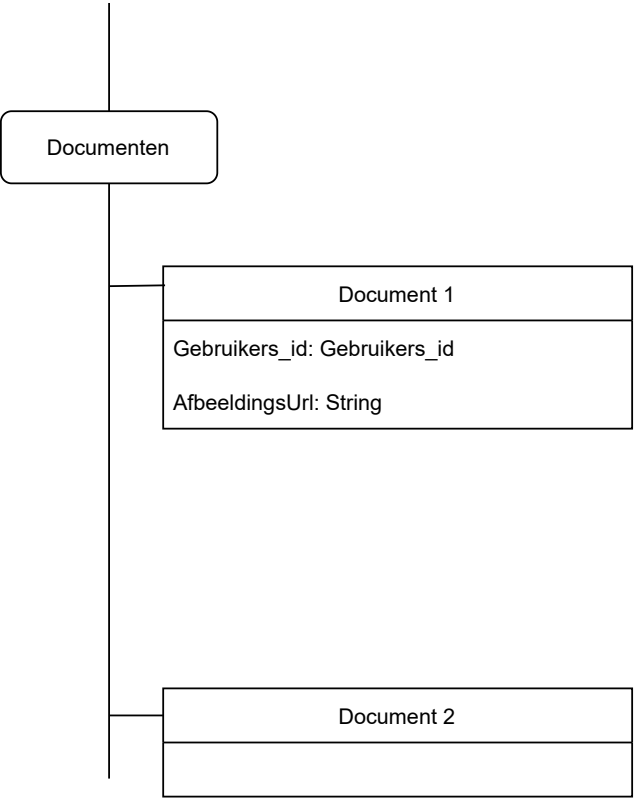 Documenten
Document 1
Gebruikers_id: Gebruikers_id
AfbeeldingsUrl: String
Document 2